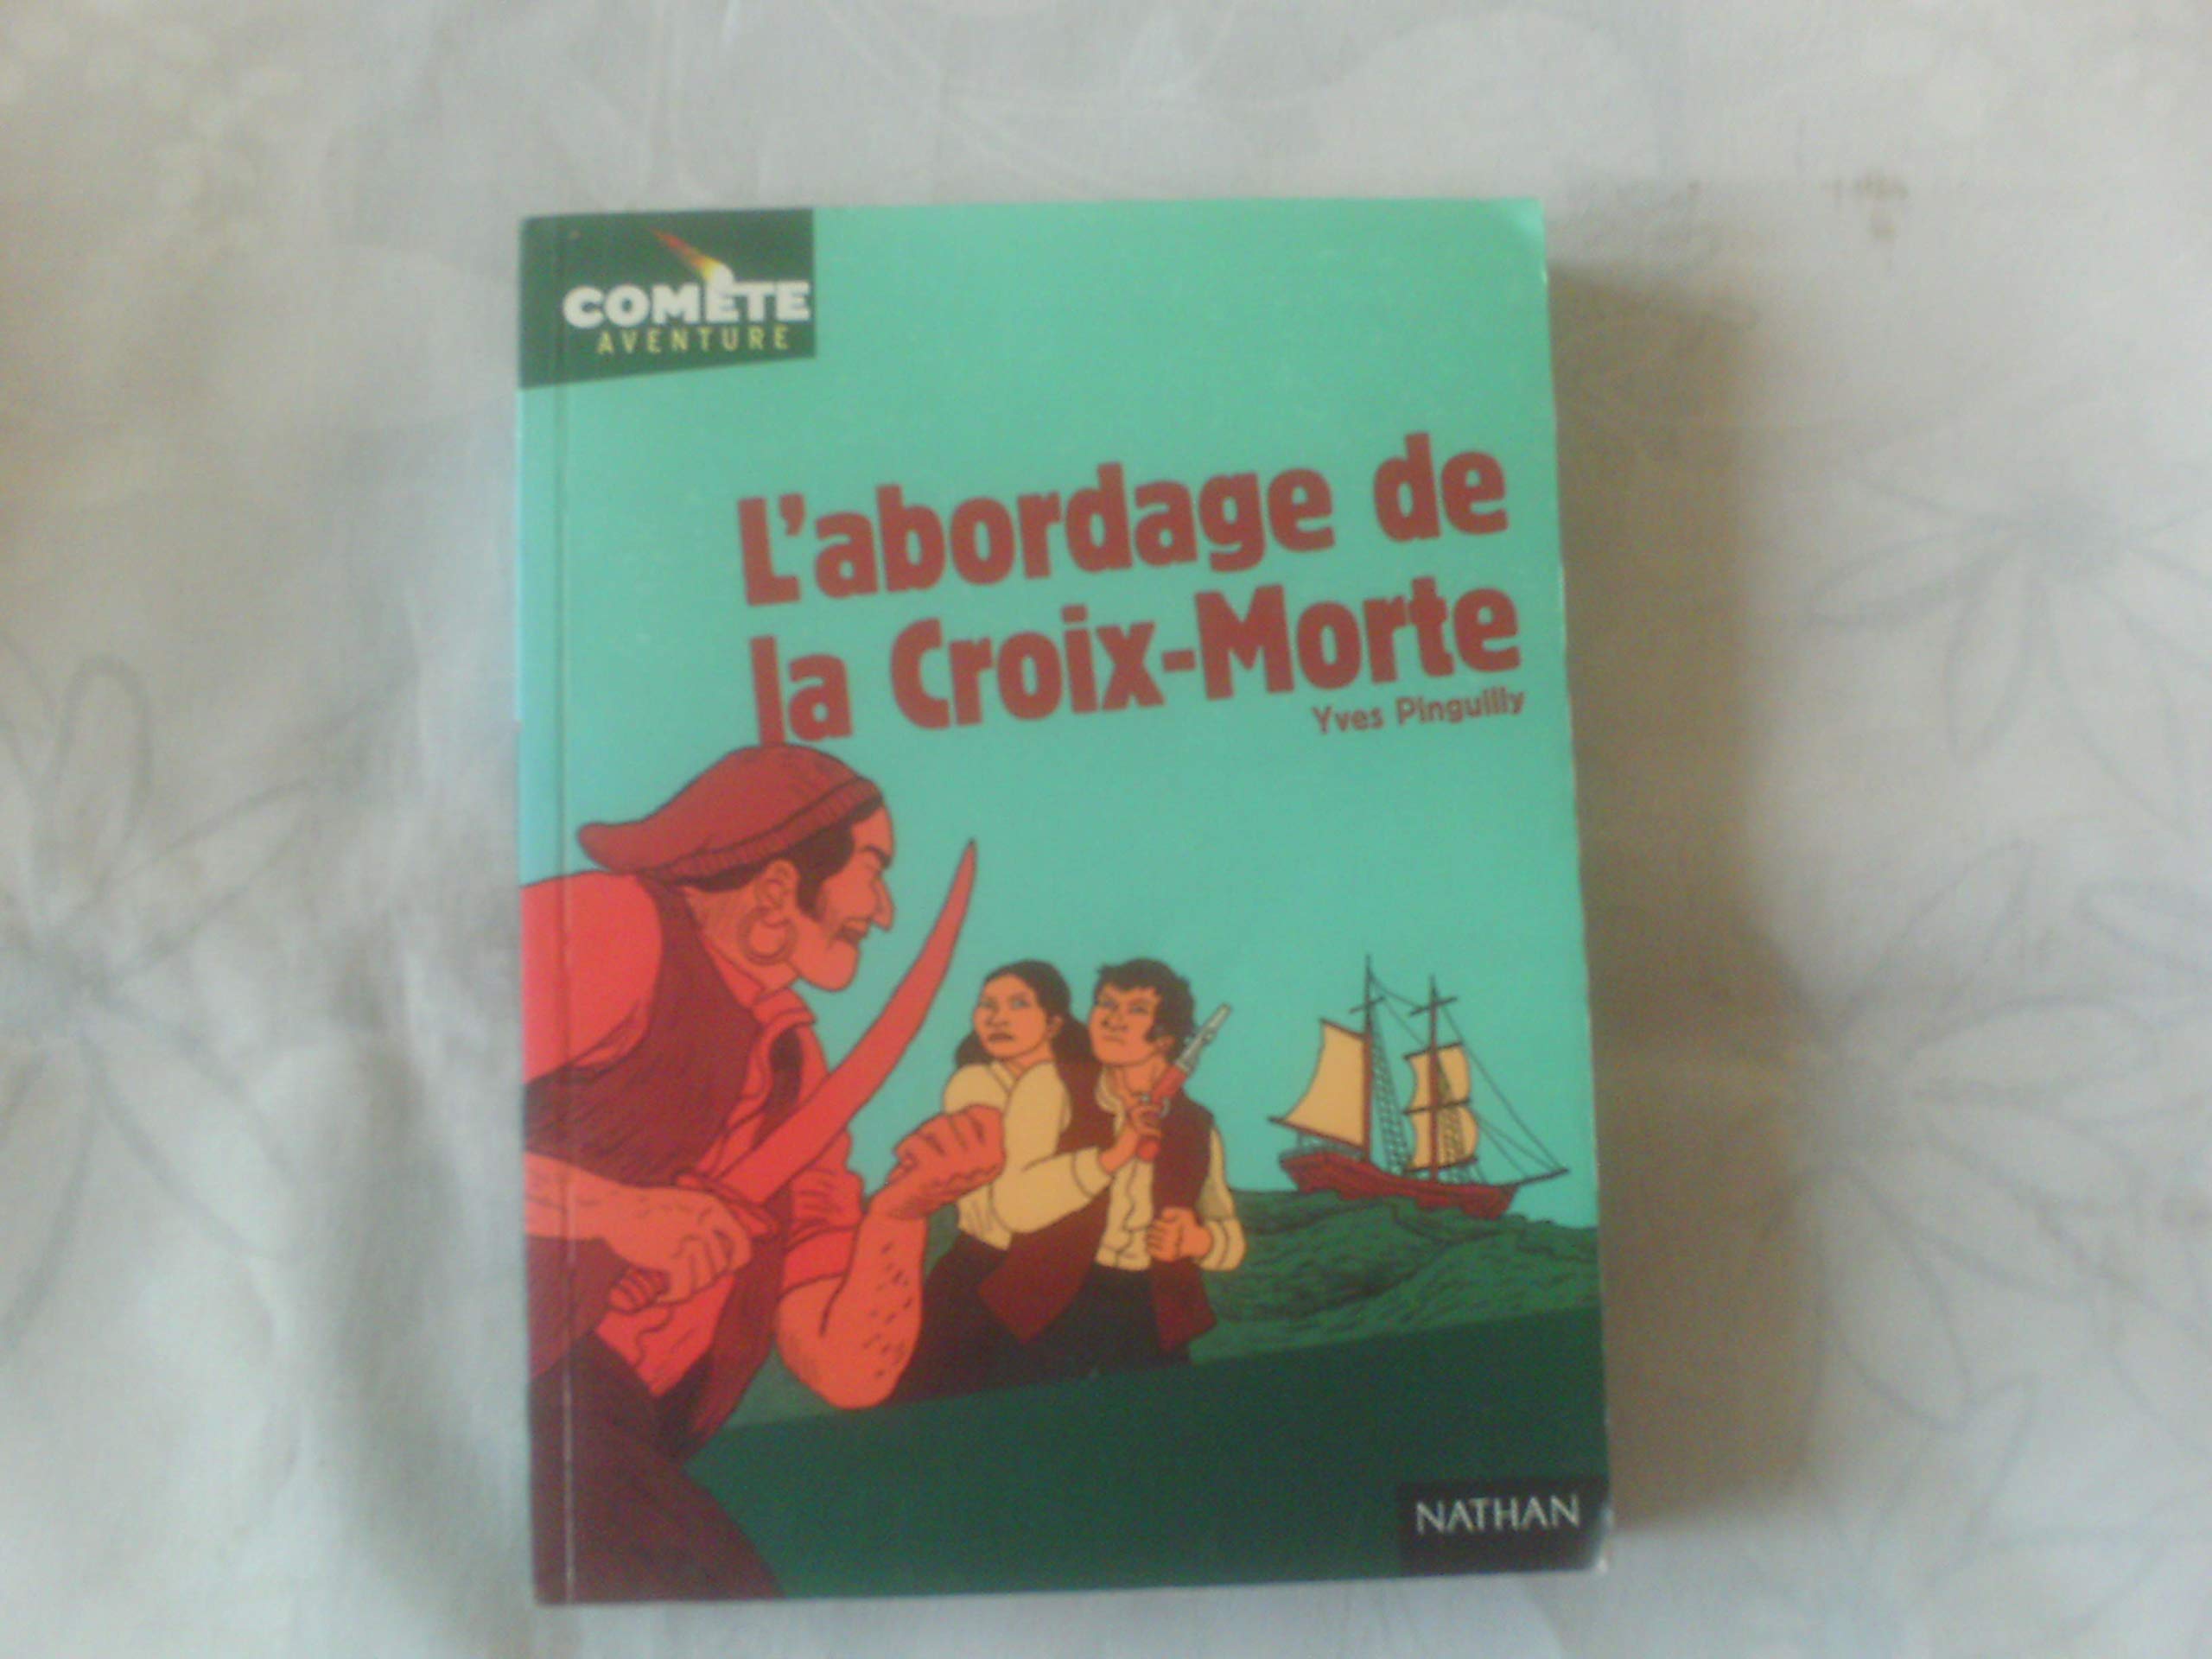 COMÈTE
AVENTURE
L'abordage de
la Croix-Morte
Yves Pinguilly
NATHAN